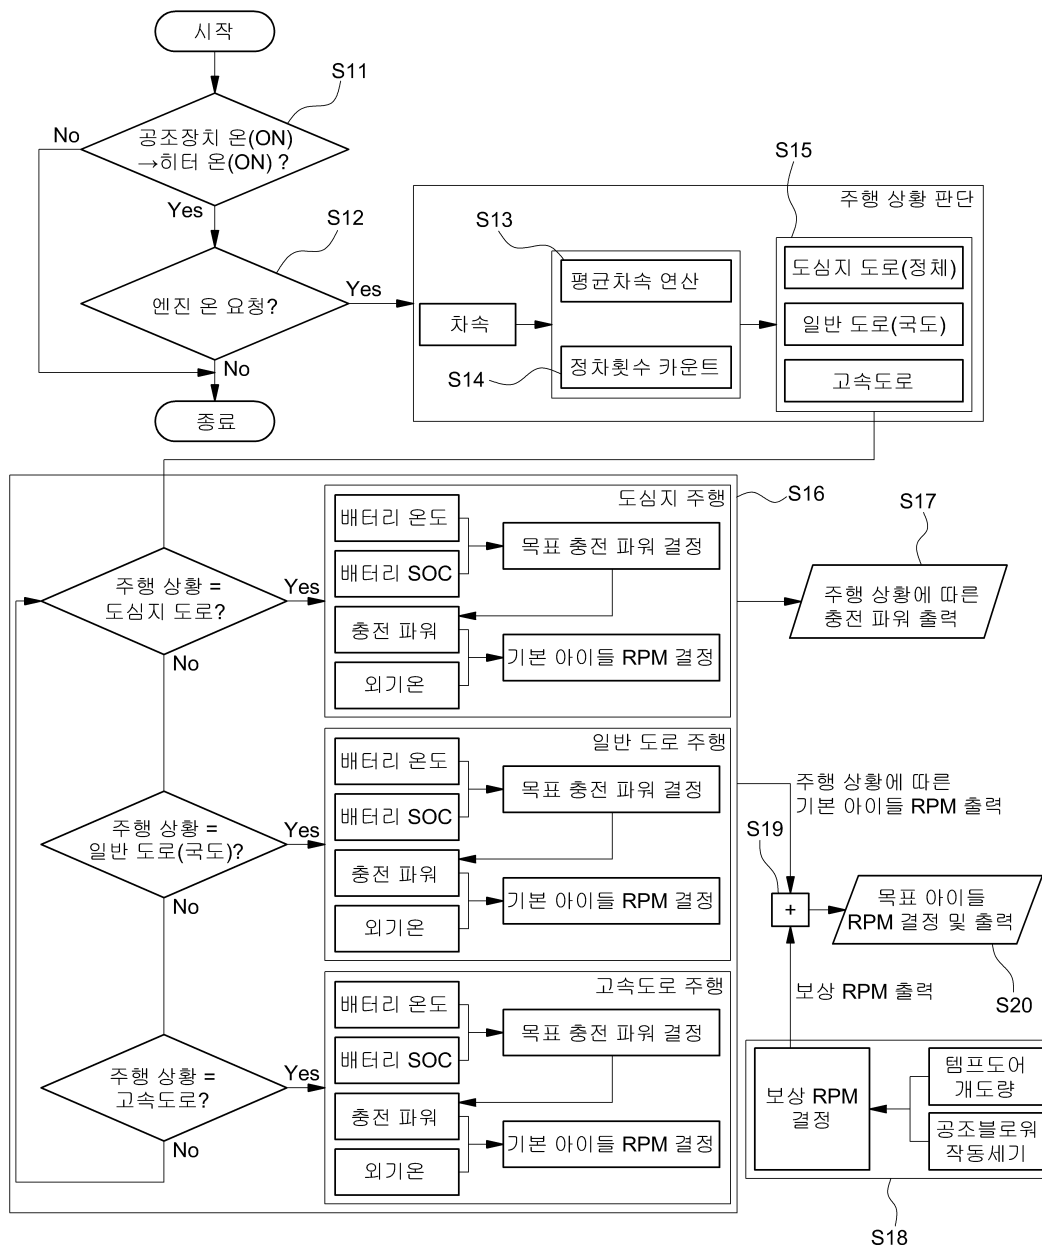 시작
S11
공조장치 온(ON)
→히터 온(ON) ?
No
Yes
S12
엔진 온 요청?
Yes
No
종료
주행 상황 판단
차속
S13
평균차속 연산
S14
정차횟수 카운트
S15
도심지 도로(정체)
일반 도로(국도)
고속도로
주행 상황 =
도심지 도로?
Yes
No
도심지 주행
배터리 온도
배터리 SOC
목표 충전 파워 결정
충전 파워
외기온
기본 아이들 RPM 결정
S16
S17
주행 상황에 따른
충전 파워 출력
주행 상황 =
일반 도로(국도)?
Yes
No
일반 도로 주행
배터리 온도
배터리 SOC
목표 충전 파워 결정
충전 파워
외기온
기본 아이들 RPM 결정
주행 상황에 따른
기본 아이들 RPM 출력
S19
+
목표 아이들
RPM 결정 및 출력
S20
보상 RPM 출력
주행 상황 =
고속도로?
Yes
No
고속도로 주행
배터리 온도
배터리 SOC
목표 충전 파워 결정
충전 파워
외기온
기본 아이들 RPM 결정
보상 RPM
결정
템프도어
개도량
공조블로워
작동세기
S18